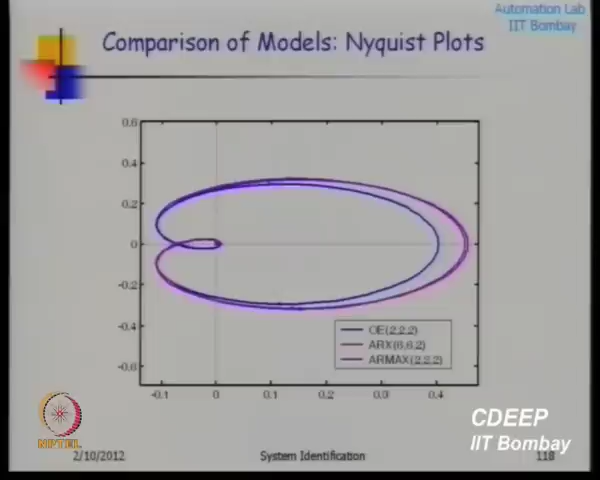 Automation Lab
IIT Bombay
Comparison of Models: Nyquist Plots
0.6
0.4
0.2
0
-0.2
-0.4
-0.6
-0.1 0 0.1 0.2 0.3 0.4
OE(2,2,2)
ARX(6,6,2)
ARMAX(2,2,2)
CDEEP
IIT Bombay
NPTEL
2/10/2012 System Identification 118